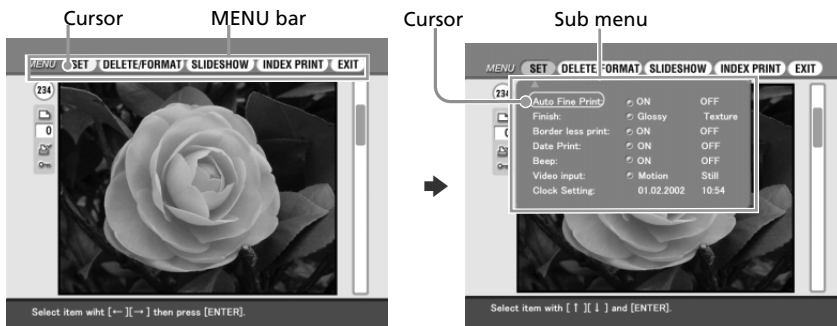 Cursor MENU bar
MENU SET DELETE/FORMAT SLIDESHOW INDEX PRINT EXIT
234
0
Select item wiht [← ][→ ] then press [ENTER].
Cursor Sub menu
MENU SET DELETE/FORMAT SLIDESHOW INDEX PRINT EXIT
234
Auto Fine Print: ON OFF
Finish: Glossy Texture
Border less print: ON OFF
Date Print: ON OFF
Beep: ON OFF
Video input: Motion Still
Clock Setting: 01.02.2002 10:54
Select item with [ ↑ ][ ↓ ] and [ENTER].